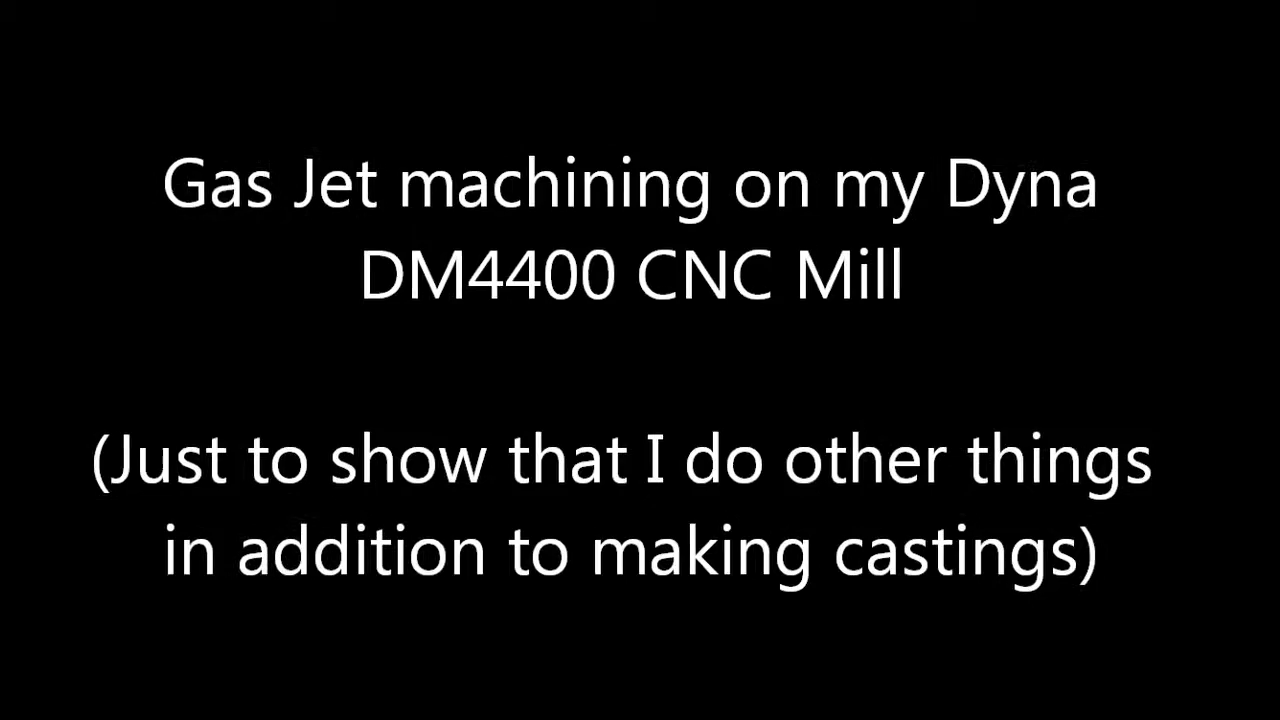 Gas Jet machining on my Dyna
DM4400 CNC Mill
(Just to show that I do other things
in addition to making castings)